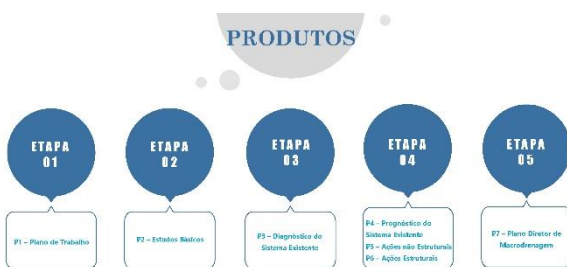 PRODUTOS
ETAPA
01
P1 – Plano de Trabalho
ETAPA
02
P2 – Estudos Básicos
ETAPA
03
P3 – Diagnóstico do
Sistema Existente
ETAPA
04
P4 – Prognóstico do
Sistema Existente
P5 – Ações não Estruturais
P6 – Ações Estruturais
ETAPA
05
P7 – Plano Diretor de
Macrodrenagem